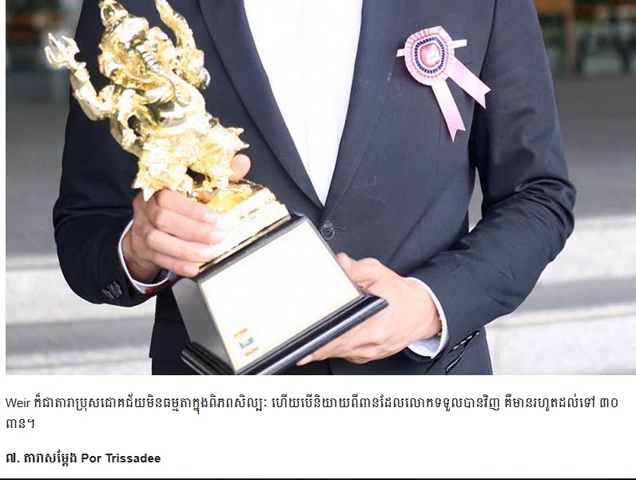 Weir ក៏ជាតារាប្រុសជោគជ័យមិនធម្មតាក្នុងពិភពសិល្បៈ ហើយបើនិយាយពីពានដែលលោកទទួលបានវិញ គឺមានរហូតដល់ទៅ ៣០
ពាន។
៧. តារាសម្ដែង Por Trissadee